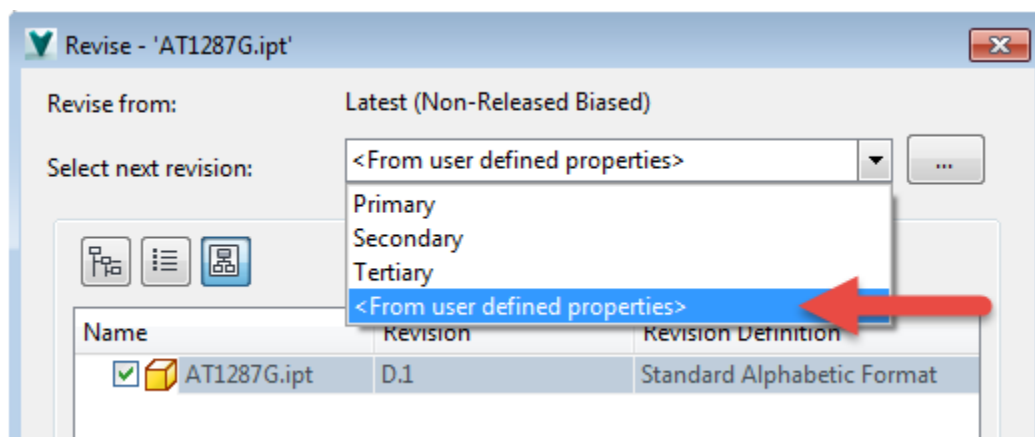 Revise - 'AT1287G.ipt'
Revise from: Latest (Non-Released Biased)
Select next revision: <From user defined properties> ...
Primary
Secondary
Tertiary
<From user defined properties>
Name Revision Revision Definition
AT1287G.ipt D.1 Standard Alphabetic Format